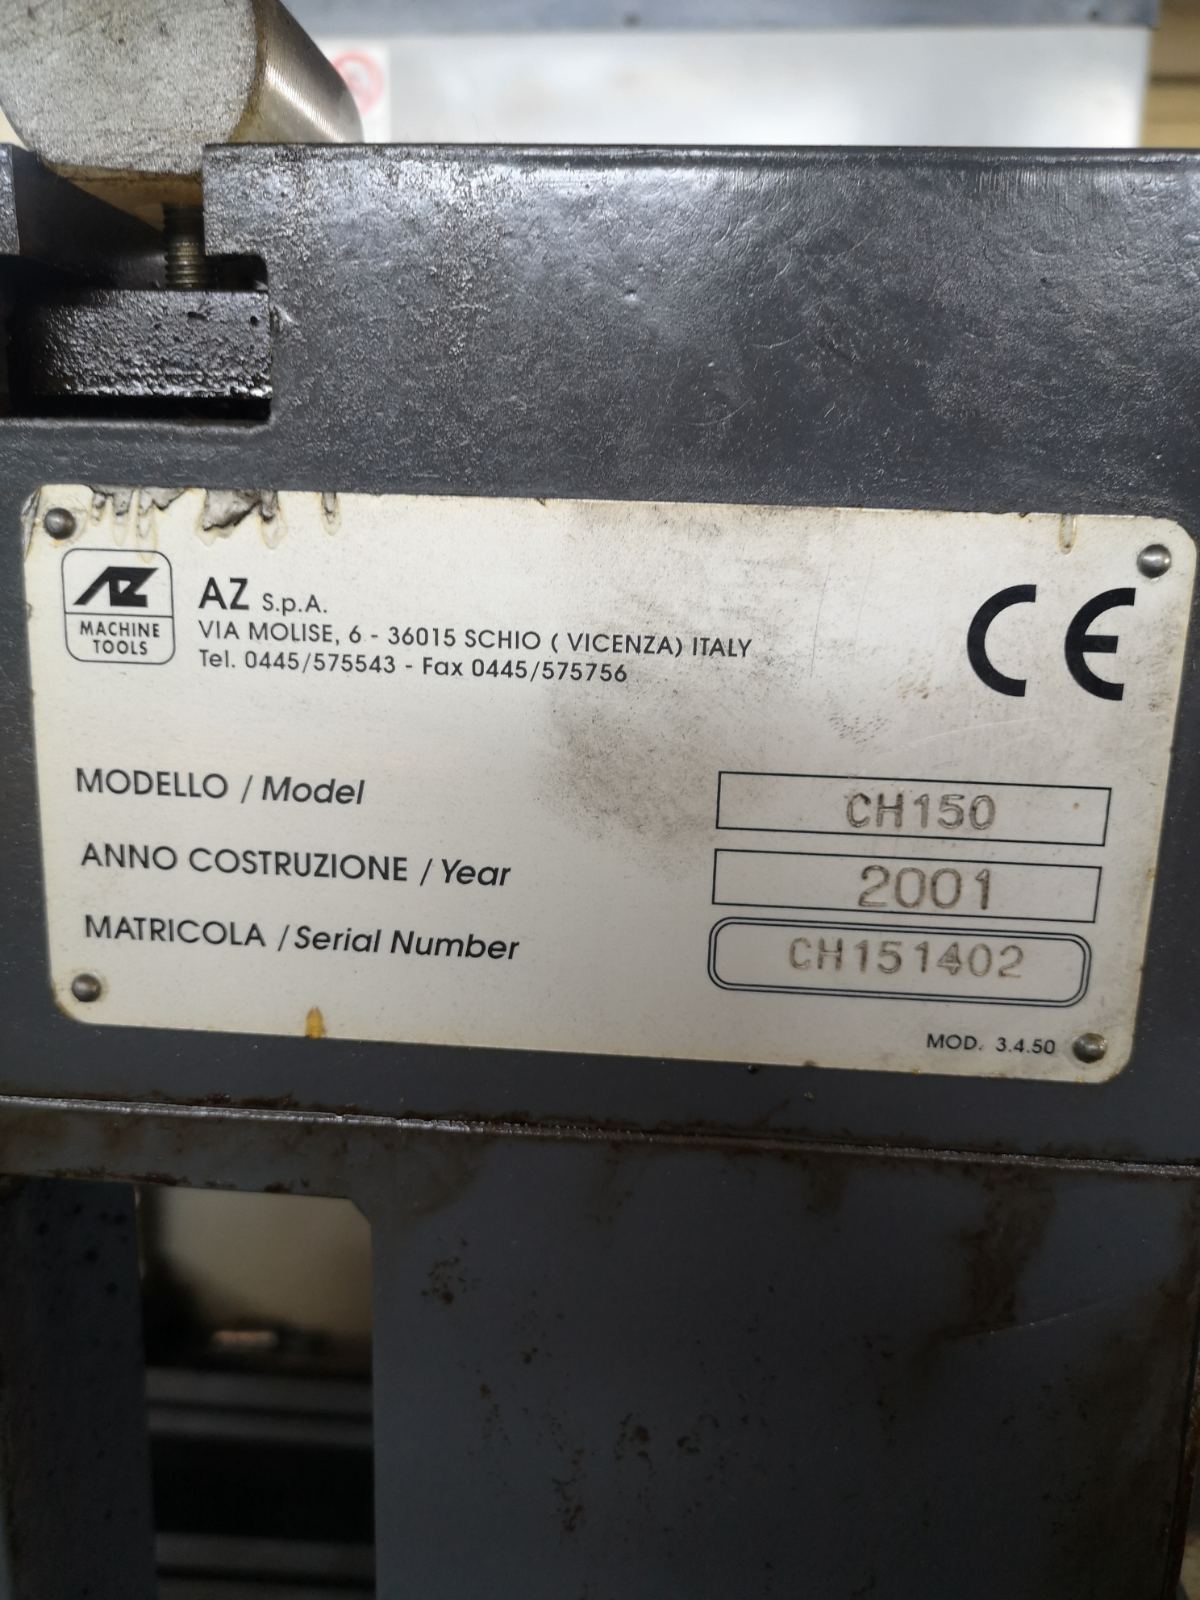 AZ
MACHINE
TOOLS
AZ S.p.A.
VIA MOLISE, 6 - 36015 SCHIO ( VICENZA) ITALY
Tel. 0445/575543 - Fax 0445/575756
CE
MODELLO / Model
CH150
ANNO COSTRUZIONE / Year
2001
MATRICOLA / Serial Number
CH151402
MOD. 3.4.50